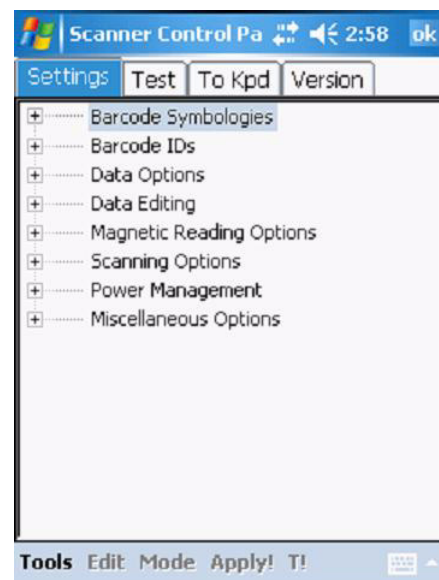 Scanner Control Pa 2:58 ok
Settings Test To Kpd Version
Barcode Symbologies
Barcode IDs
Data Options
Data Editing
Magnetic Reading Options
Scanning Options
Power Management
Miscellaneous Options
Tools Edit Mode Apply! T!